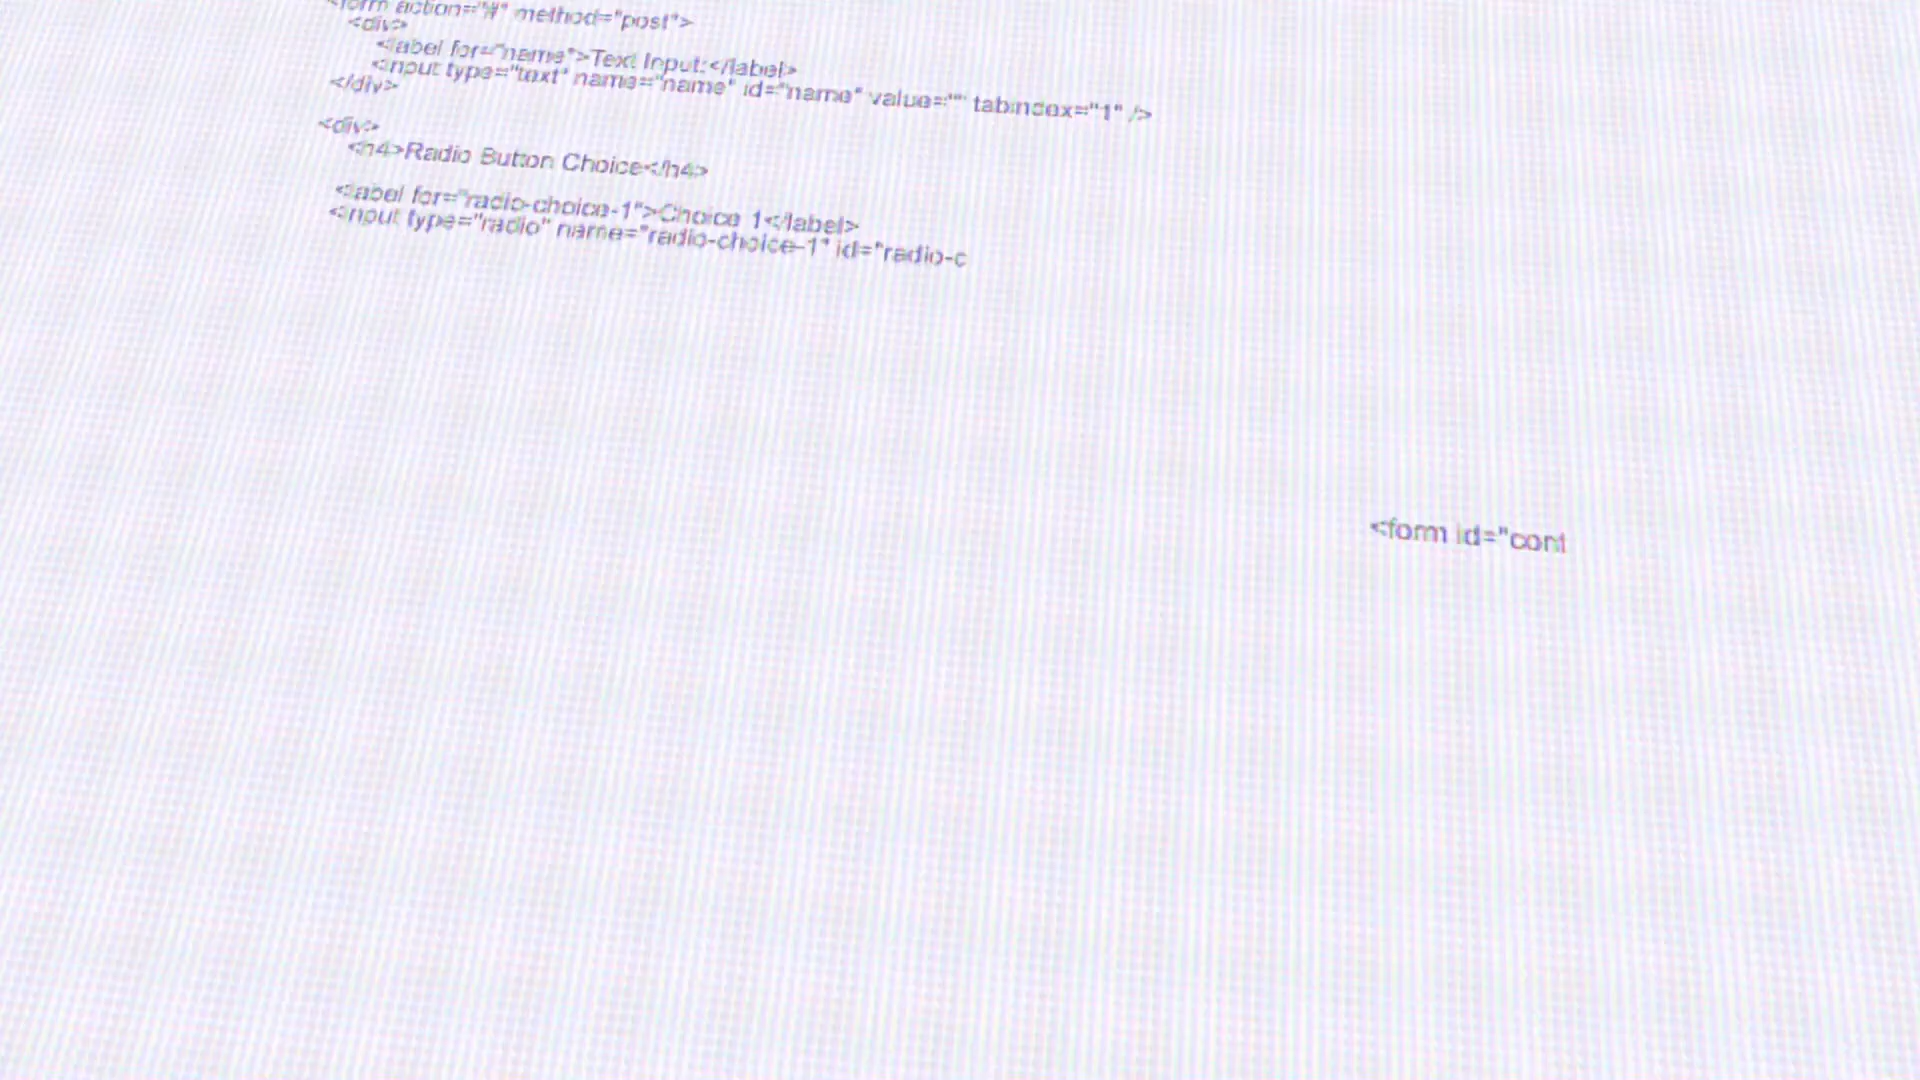 <form action="#" method="post">
<div>
<label for="name">Text Input:</label>
<input type="text" name="name" id="name" value="" tabindex="1" />
</div>
<div>
<h4>Radio Button Choice</h4>
<label for="radio-choice-1">Choice 1</label>
<input type="radio" name="radio-choice-1" id="radio-c
<form id="cont